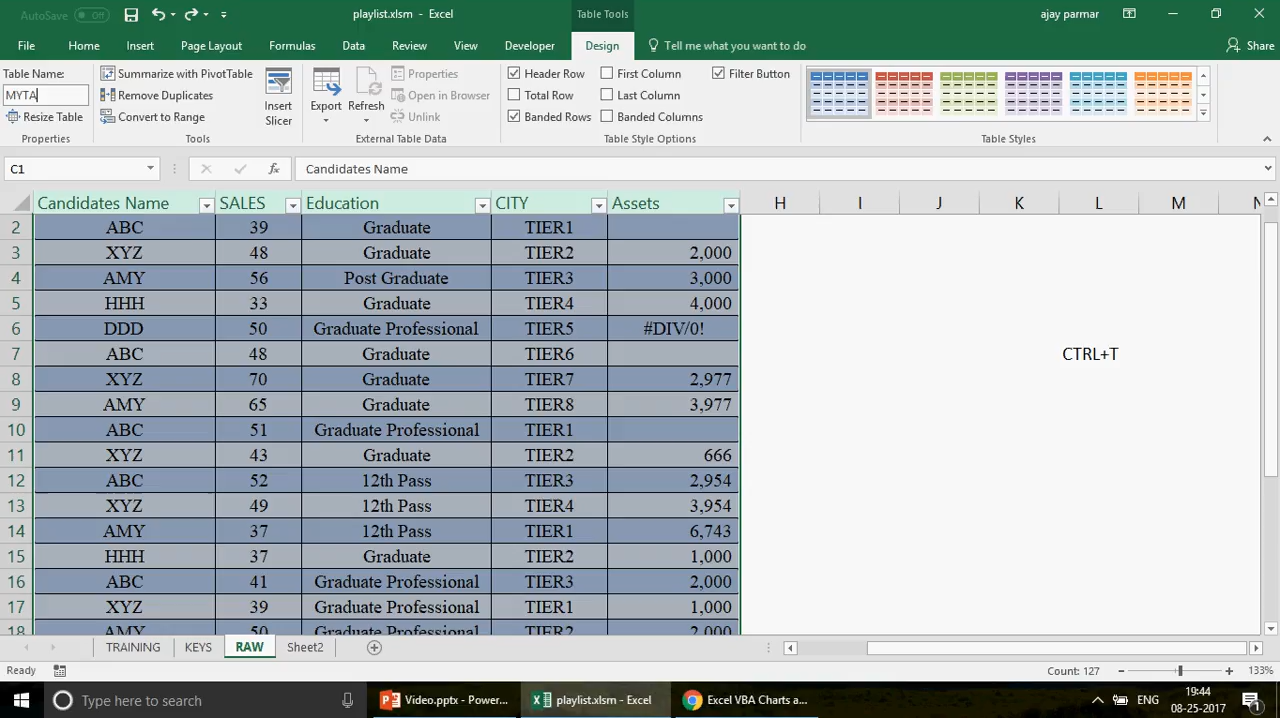 AutoSave Off
playlist.xlsm - Excel
Table Tools
ajay parmar
File Home Insert Page Layout Formulas Data Review View Developer Design Tell me what you want to do Share
Table Name:
MYTA
Resize Table
Properties
Summarize with PivotTable
Remove Duplicates
Convert to Range
Tools
Insert
Slicer
Export
Refresh
Properties
Open in Browser
Unlink
External Table Data
Header Row First Column Filter Button
Total Row Last Column
Banded Rows Banded Columns
Table Style Options
Table Styles
C1
fx
Candidates Name
Candidates Name SALES Education CITY Assets H I J K L M N
2 ABC 39 Graduate TIER1
3 XYZ 48 Graduate TIER2 2,000
4 AMY 56 Post Graduate TIER3 3,000
5 HHH 33 Graduate TIER4 4,000
6 DDD 50 Graduate Professional TIER5 #DIV/0!
7 ABC 48 Graduate TIER6 CTRL+T
8 XYZ 70 Graduate TIER7 2,977
9 AMY 65 Graduate TIER8 3,977
10 ABC 51 Graduate Professional TIER1
11 XYZ 43 Graduate TIER2 666
12 ABC 52 12th Pass TIER3 2,954
13 XYZ 49 12th Pass TIER4 3,954
14 AMY 37 12th Pass TIER1 6,743
15 HHH 37 Graduate TIER2 1,000
16 ABC 41 Graduate Professional TIER3 2,000
17 XYZ 39 Graduate Professional TIER1 1,000
18 AMY 50 Graduate Professional TIER2 2,000
TRAINING KEYS RAW Sheet2
Ready
Count: 127
133%
Type here to search
Video.pptx - Power...
playlist.xlsm - Excel
Excel VBA Charts a...
ENG
19:44
08-25-2017
1